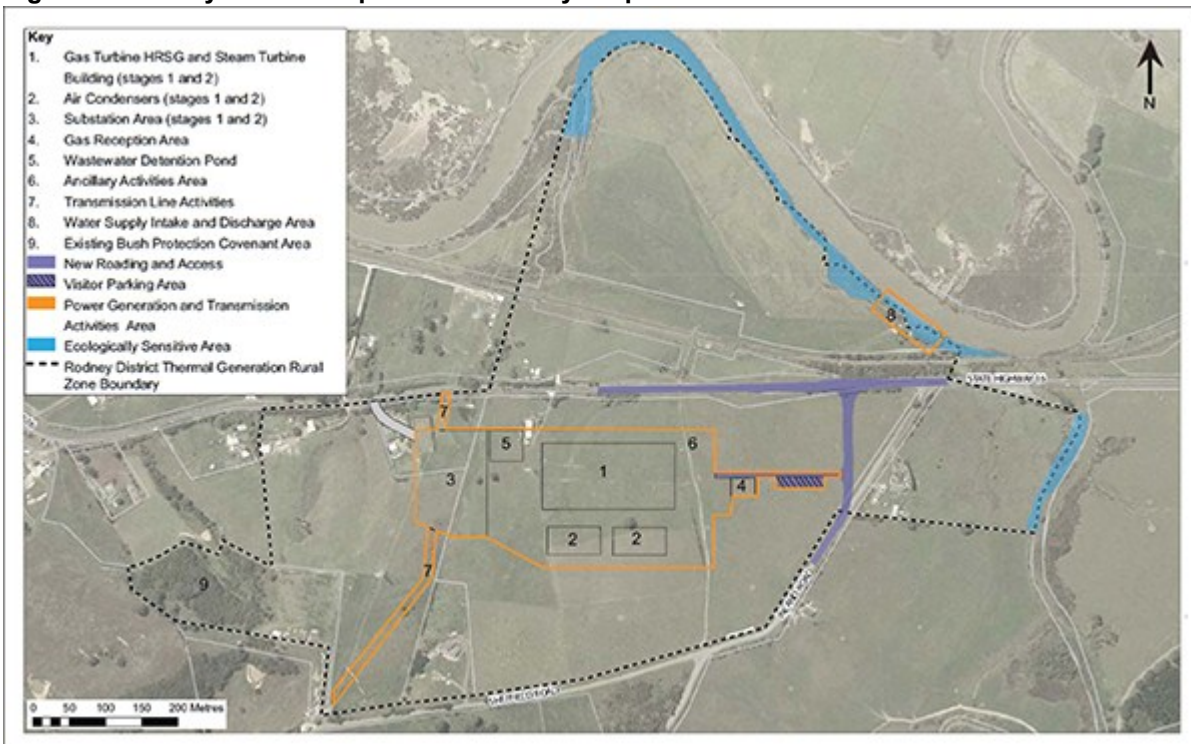 Key
1. Gas Turbine HRSG and Steam Turbine
Building (stages 1 and 2)
2. Air Condensers (stages 1 and 2)
3. Substation Area (stages 1 and 2)
4. Gas Reception Area
5. Wastewater Detention Pond
6. Ancillary Activities Area
7. Transmission Line Activities
8. Water Supply Intake and Discharge Area
9. Existing Bush Protection Covenant Area
New Roading and Access
Visitor Parking Area
Power Generation and Transmission
Activities Area
Ecologically Sensitive Area
Rodney District Thermal Generation Rural
Zone Boundary
N
8
STATE HIGHWAY 16
7
5
6
1
3
4
2
2
7
9
0 50 100 150 200 Metres